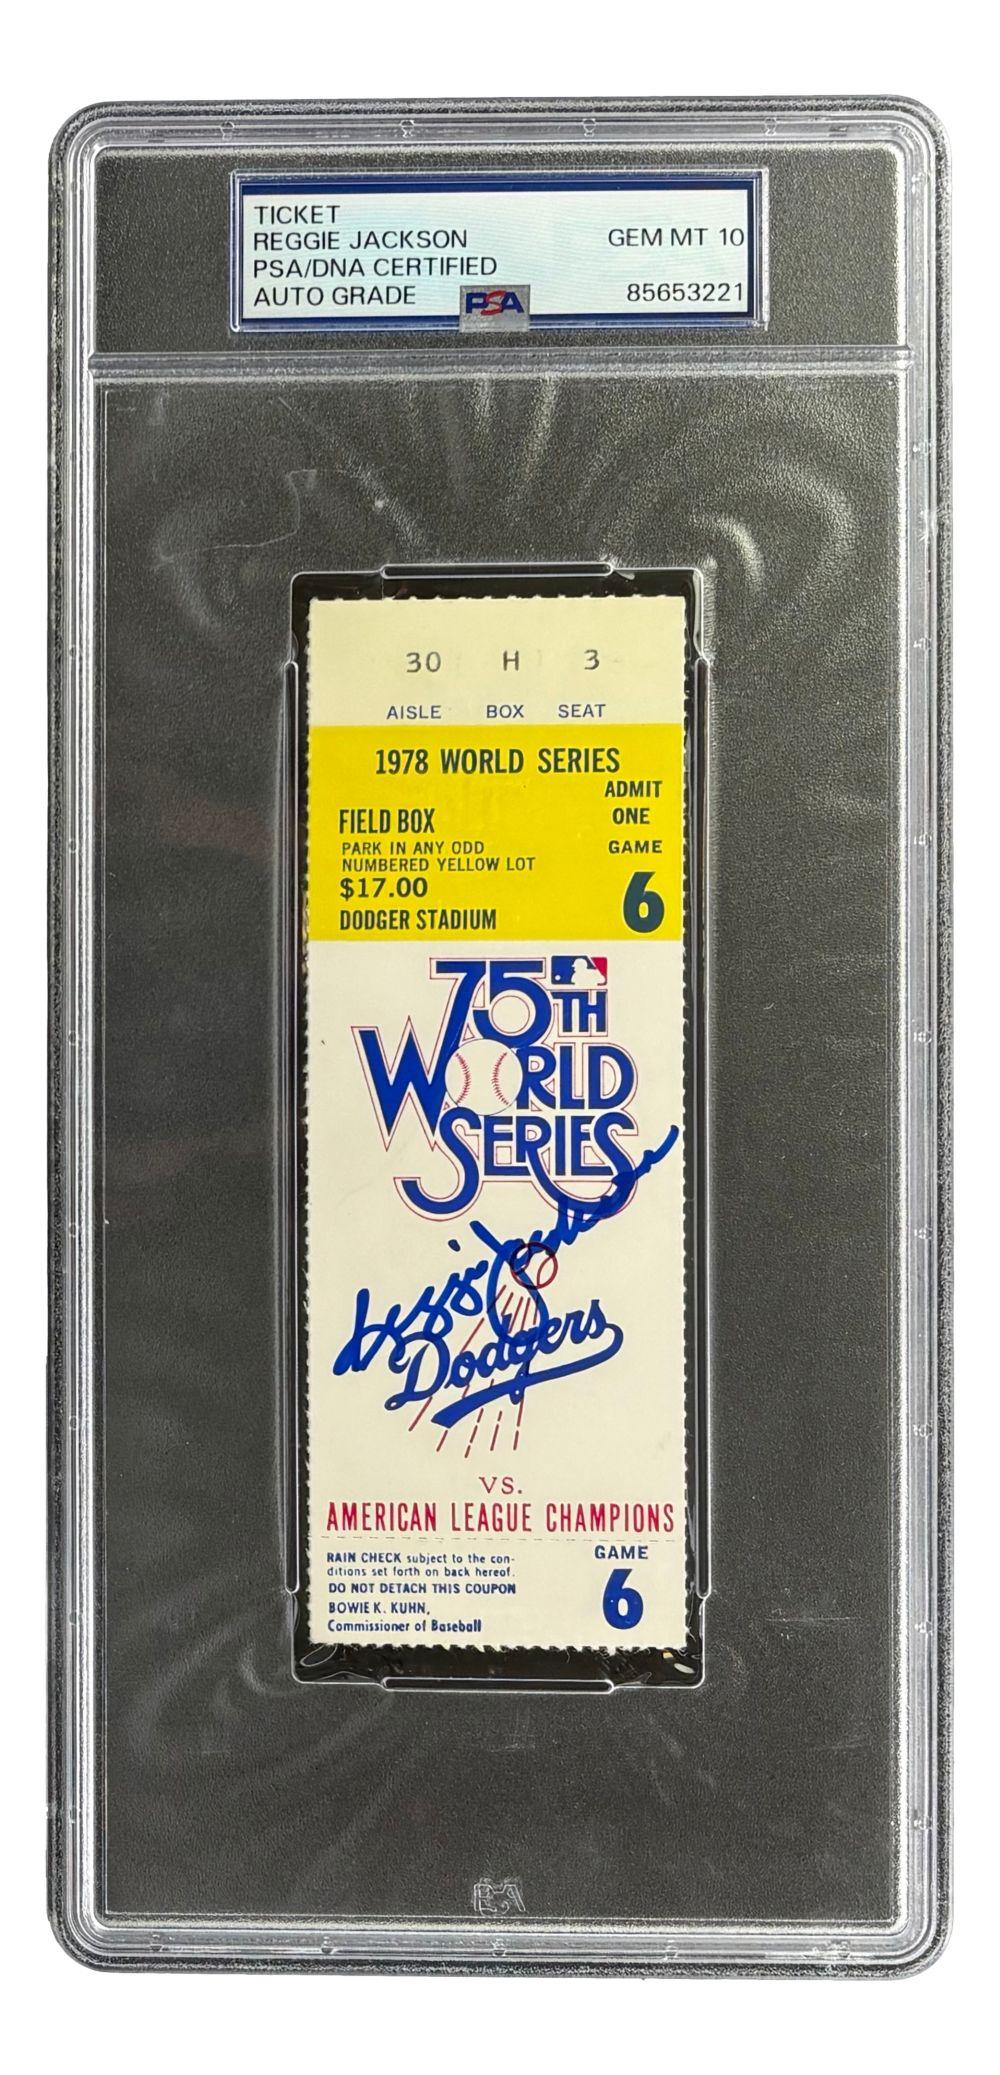 TICKET
REGGIE JACKSON GEM MT 10
PSA/DNA CERTIFIED
AUTO GRADE PSA 85653221
30 H 3
AISLE BOX SEAT
1978 WORLD SERIES
ADMIT
ONE
FIELD BOX
PARK IN ANY ODD
NUMBERED YELLOW LOT
$17.00
DODGER STADIUM
GAME
6
75TH
WORLD
SERIES
Reggie Jackson
Dodgers
VS.
AMERICAN LEAGUE CHAMPIONS
RAIN CHECK subject to the con-
ditions set forth on back hereof.
DO NOT DETACH THIS COUPON
BOWIE K. KUHN,
Commissioner of Baseball
GAME
6
PSA